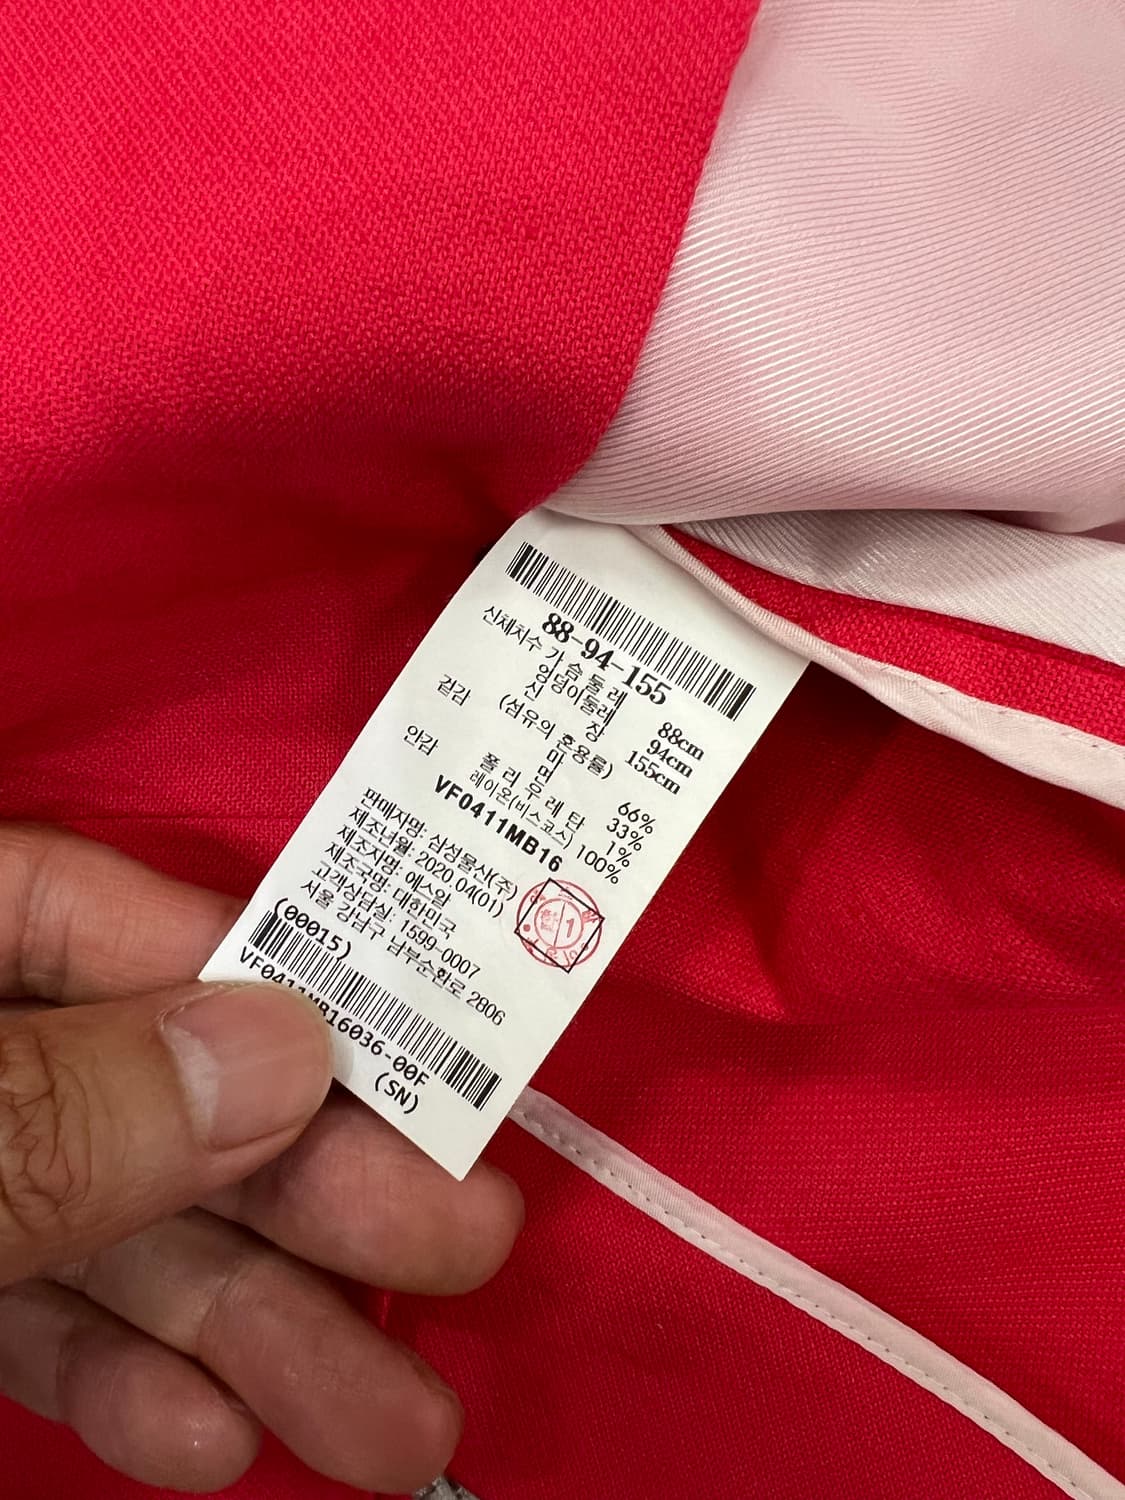 88-94-155
신체치수 가슴둘레 88cm
엉덩이둘레 94cm
신장 155cm
(섬유의 혼용률)
겉감 마 66%
면 33%
폴리우레탄 1%
안감 레이온(비스코스) 100%
VF0411MB16
판매자명: 삼성물산(주)
제조년월: 2020.04(01)
제조자명: 에스암
제조국명: 대한민국
고객상담실: 1599-0007
서울 강남구 남부순환로 2806
(00015)
1
VF0411MB16036-00F
(SN)